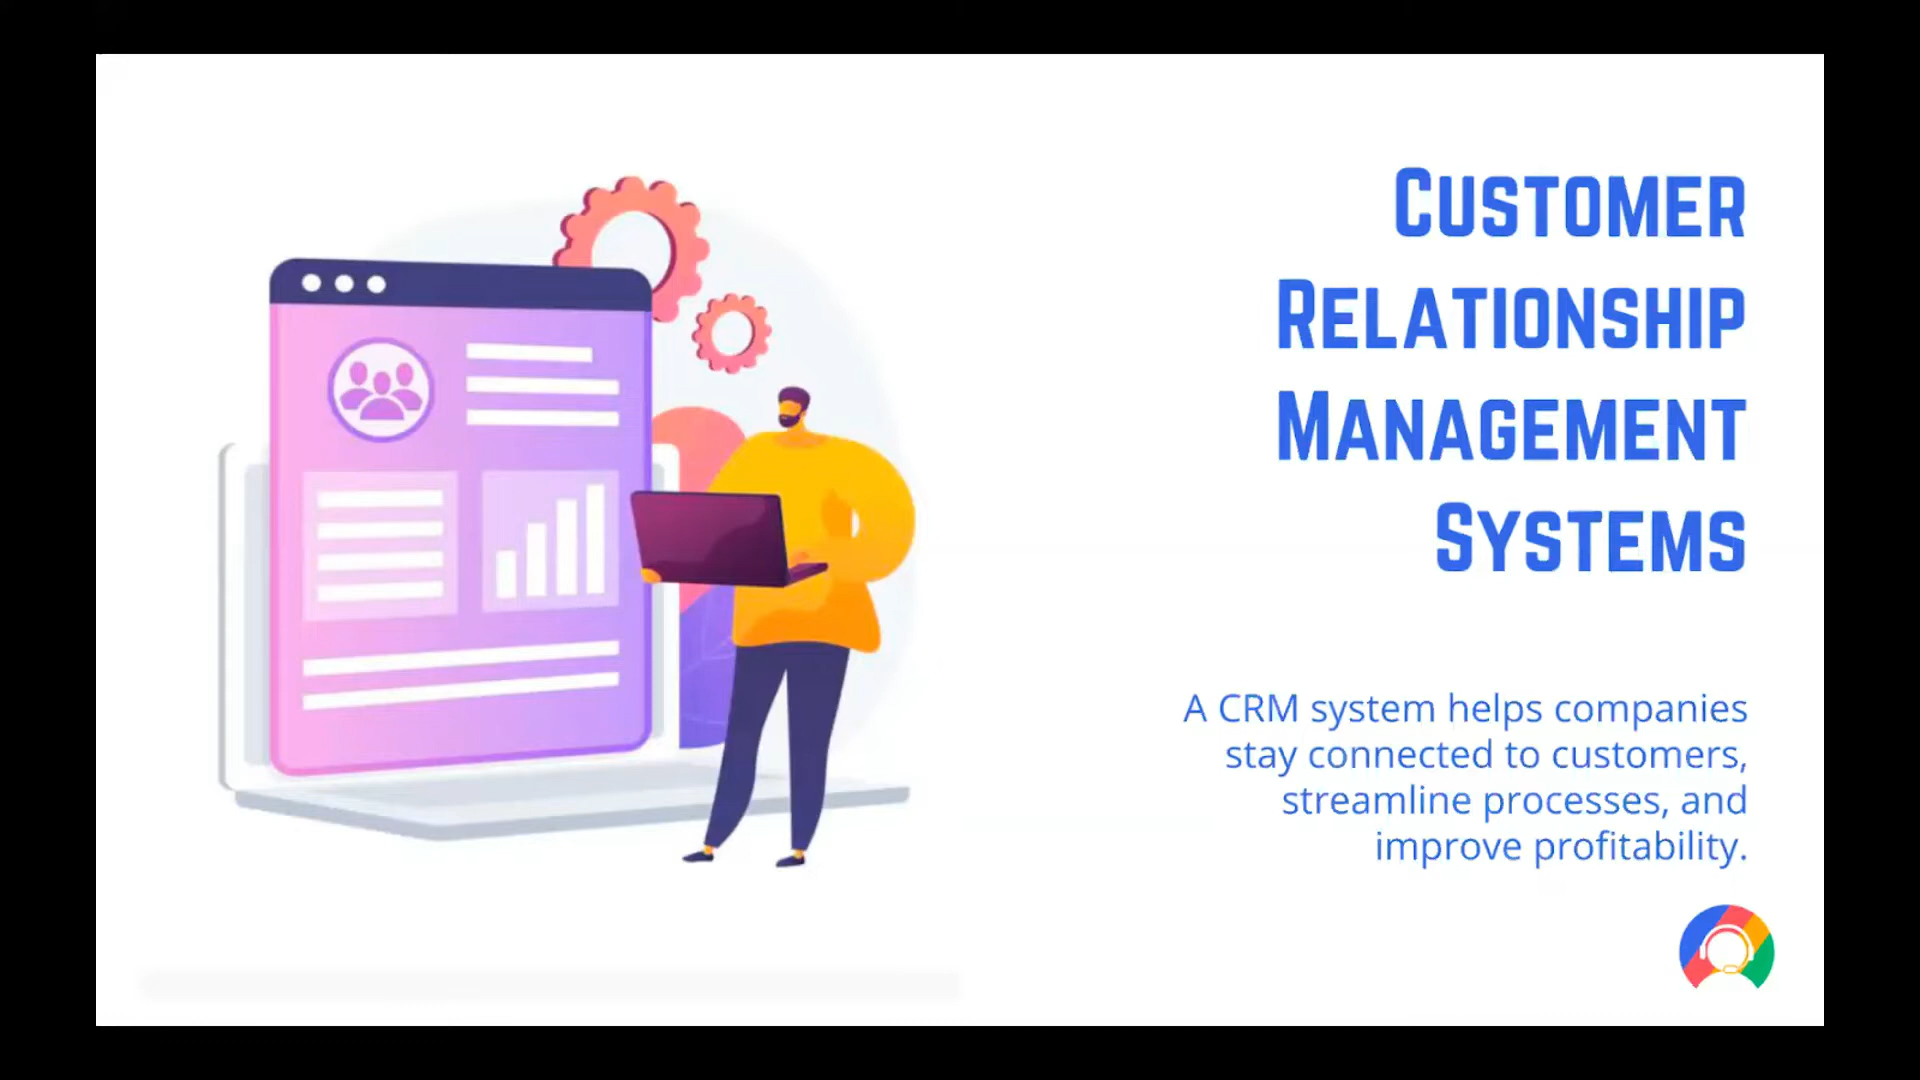 CUSTOMER
RELATIONSHIP
MANAGEMENT
SYSTEMS
A CRM system helps companies
stay connected to customers,
streamline processes, and
improve profitability.